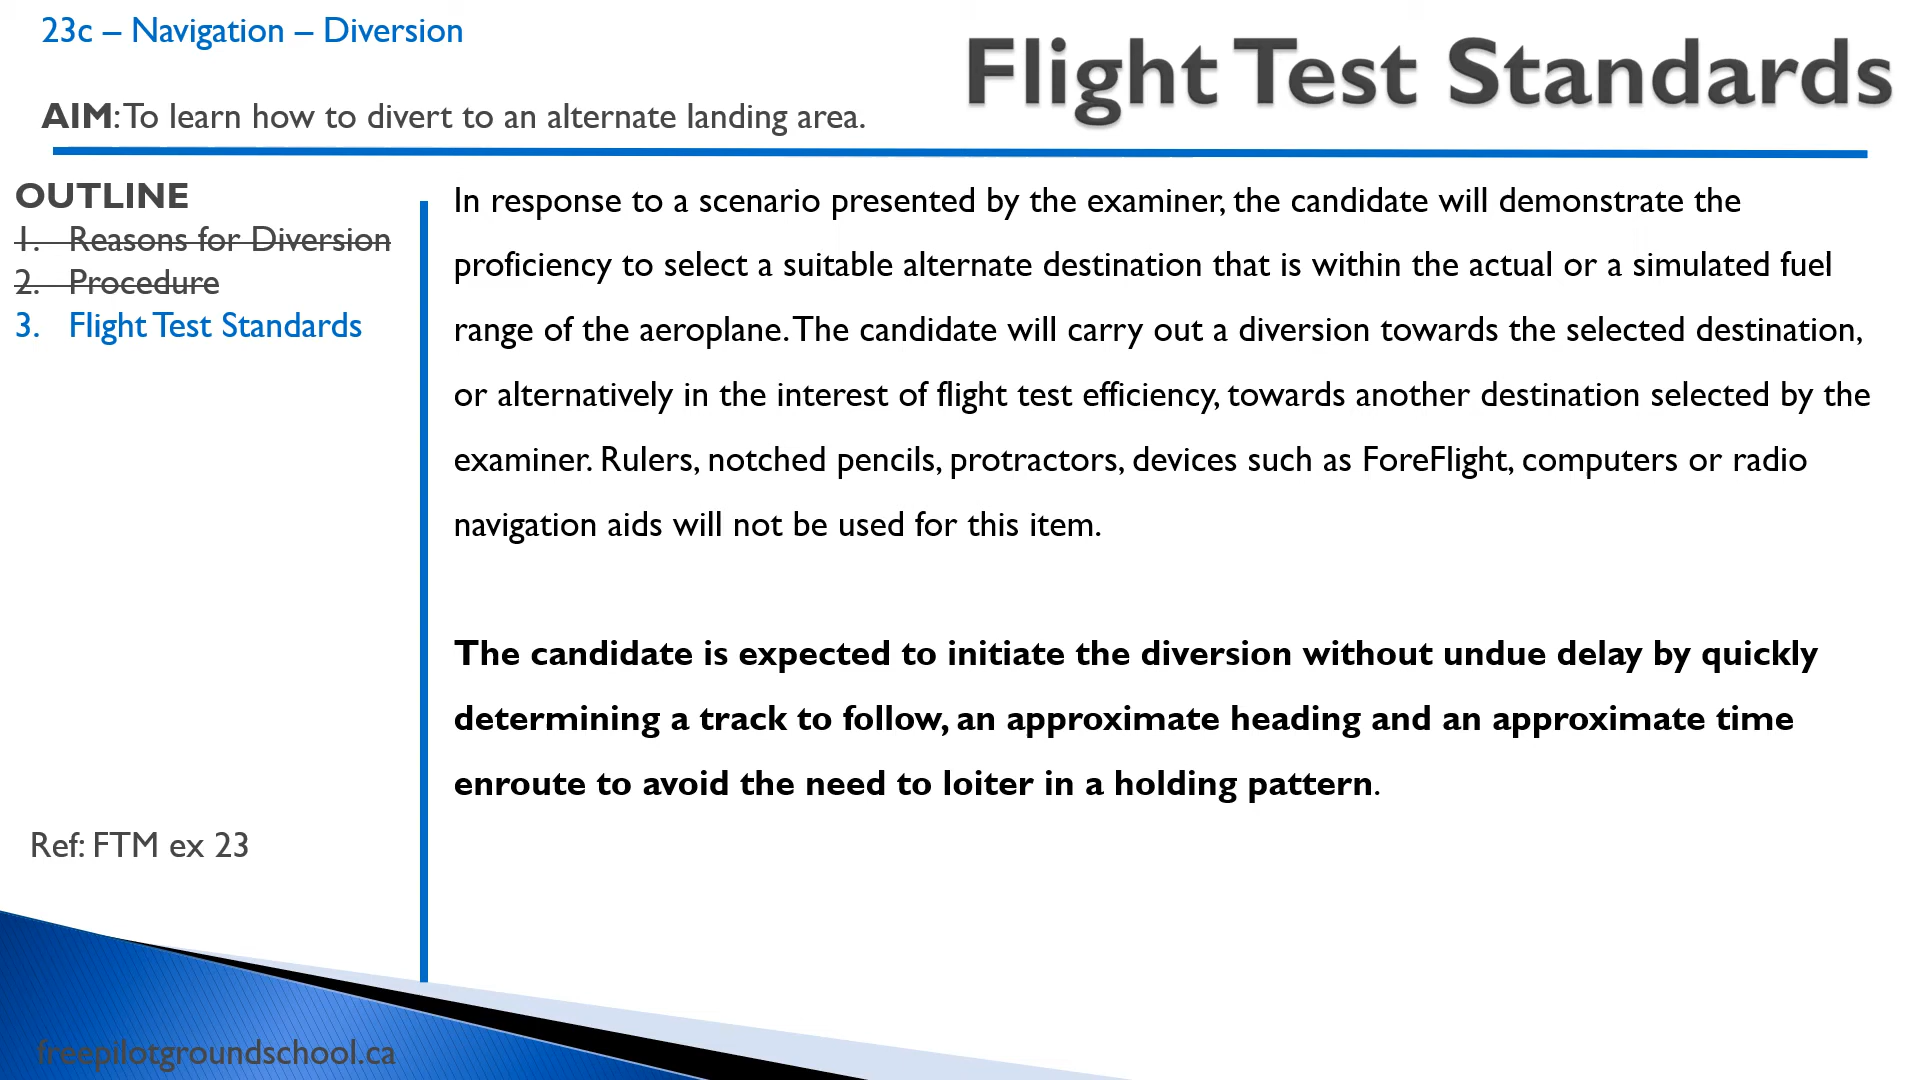 23c – Navigation – Diversion
Flight Test Standards
AIM: To learn how to divert to an alternate landing area.
OUTLINE
1. Reasons for Diversion
2. Procedure
3. Flight Test Standards
In response to a scenario presented by the examiner, the candidate will demonstrate the
proficiency to select a suitable alternate destination that is within the actual or a simulated fuel
range of the aeroplane. The candidate will carry out a diversion towards the selected destination,
or alternatively in the interest of flight test efficiency, towards another destination selected by the
examiner. Rulers, notched pencils, protractors, devices such as ForeFlight, computers or radio
navigation aids will not be used for this item.
The candidate is expected to initiate the diversion without undue delay by quickly
determining a track to follow, an approximate heading and an approximate time
enroute to avoid the need to loiter in a holding pattern.
Ref: FTM ex 23
freepilotgroundschool.ca